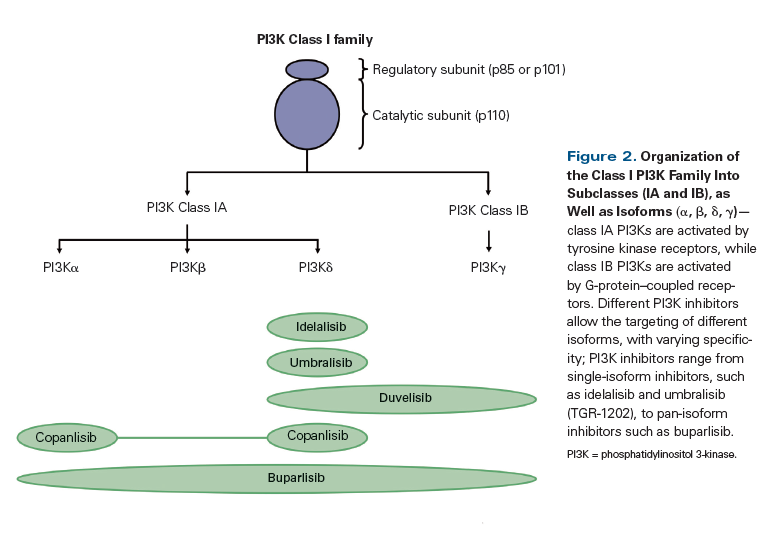 PI3K Class I family
Regulatory subunit (p85 or p101)
Catalytic subunit (p110)
PI3K Class IA
PI3K Class IB
PI3Kα
PI3Kβ
PI3Kδ
PI3Kγ
Idelalisib
Umbralisib
Duvelisib
Copanlisib
Copanlisib
Buparlisib
Figure 2. Organization of
the Class I PI3K Family Into
Subclasses (IA and IB), as
Well as Isoforms (α, β, δ, γ)—
class IA PI3Ks are activated by
tyrosine kinase receptors, while
class IB PI3Ks are activated
by G-protein–coupled recep-
tors. Different PI3K inhibitors
allow the targeting of different
isoforms, with varying specific-
ity; PI3K inhibitors range from
single-isoform inhibitors, such
as idelalisib and umbralisib
(TGR-1202), to pan-isoform
inhibitors such as buparlisib.
PI3K = phosphatidylinositol 3-kinase.